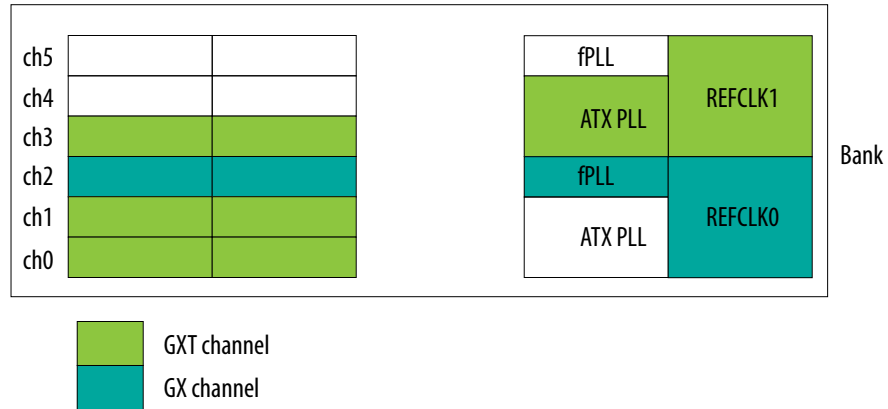 ch5
ch4
ch3
ch2
ch1
ch0
fPLL
ATX PLL
fPLL
ATX PLL
REFCLK1
REFCLK0
Bank
GXT channel
GX channel